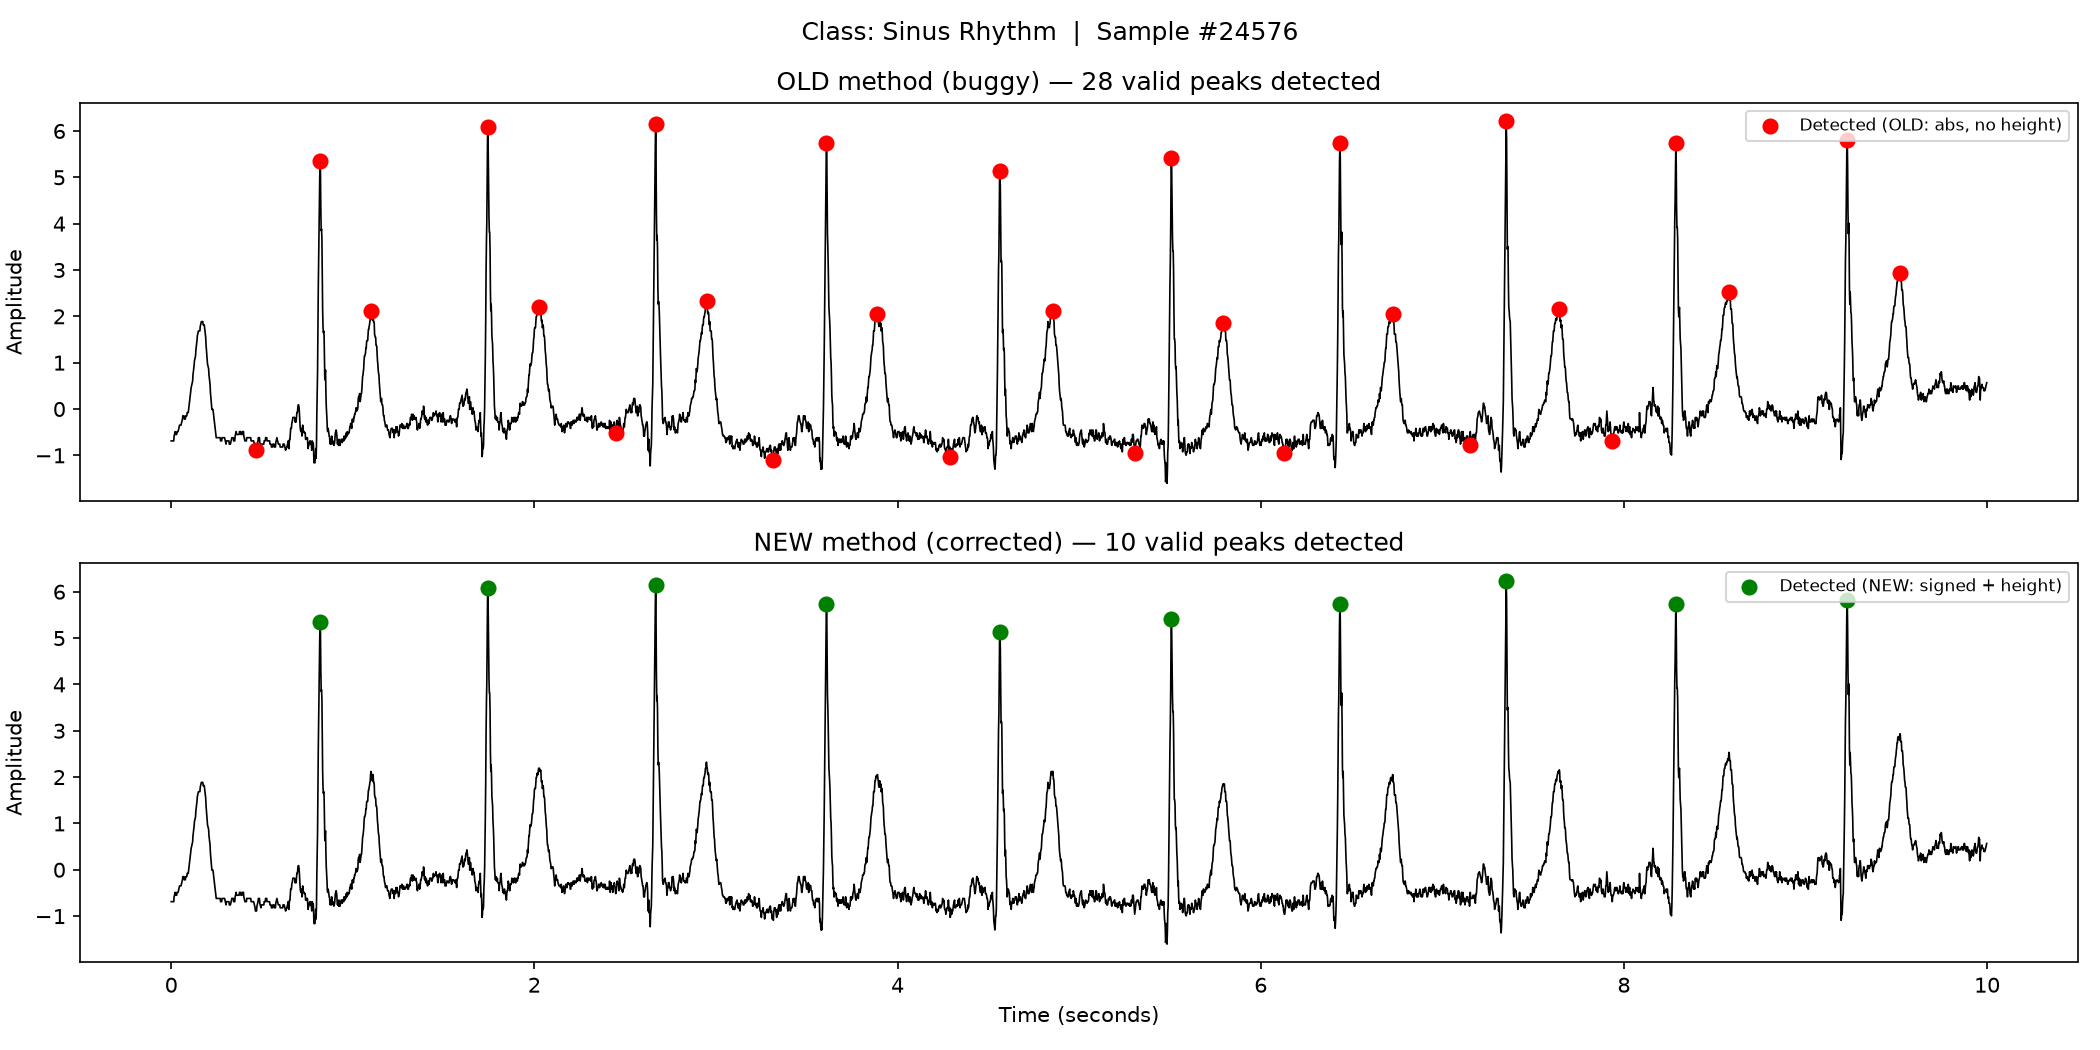 Class: Sinus Rhythm | Sample #24576
OLD method (buggy) — 28 valid peaks detected
Detected (OLD: abs, no height)
Amplitude
6
5
4
3
2
1
0
−1
NEW method (corrected) — 10 valid peaks detected
Detected (NEW: signed + height)
Amplitude
6
5
4
3
2
1
0
−1
0 2 4 6 8 10
Time (seconds)